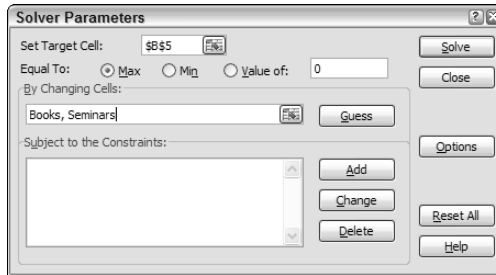 Solver Parameters
Set Target Cell: $B$5
Solve
Equal To: Max Min Value of: 0
Close
By Changing Cells:
Books, Seminars
Guess
Subject to the Constraints:
Options
Add
Change
Reset All
Delete
Help